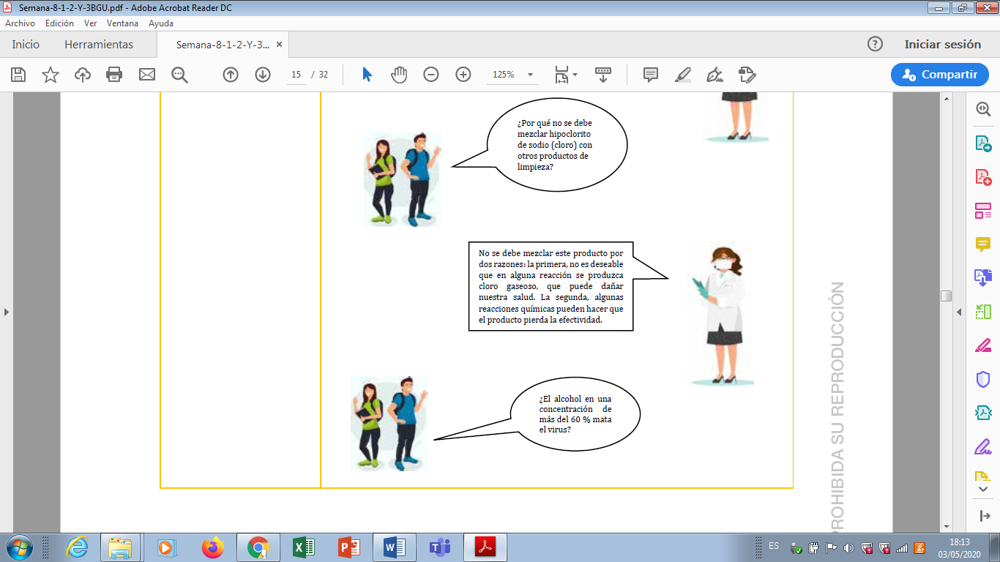 Semana-8-1-2-Y-3BGU.pdf - Adobe Acrobat Reader DC
Archivo Edición Ver Ventana Ayuda
Inicio Herramientas Semana-8-1-2-Y-3... Iniciar sesión
15 / 32 125% Compartir
¿Por qué no se debe
mezclar hipoclorito
de sodio (cloro) con
otros productos de
limpieza?
No se debe mezclar este producto por
dos razones: la primera, no es deseable
que en alguna reacción se produzca
cloro gaseoso, que puede dañar
nuestra salud. La segunda, algunas
reacciones químicas pueden hacer que
el producto pierda la efectividad.
¿El alcohol en una
concentración de
más del 60 % mata
el virus?
PROHIBIDA SU REPRODUCCIÓN
ES 18:13
03/05/2020